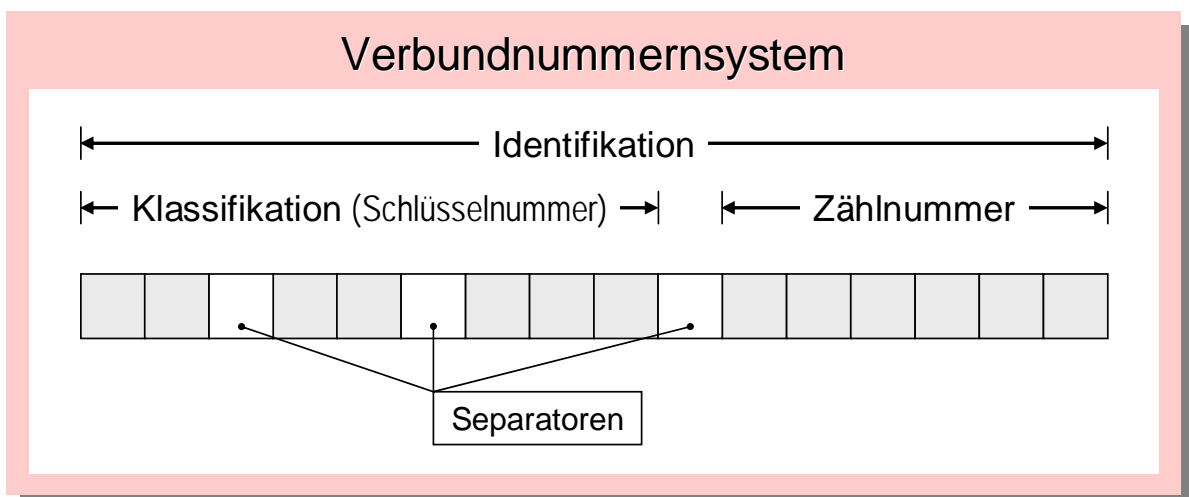 Verbundnummernsystem
Identifikation
Klassifikation (Schlüsselnummer)
Zählnummer
Separatoren